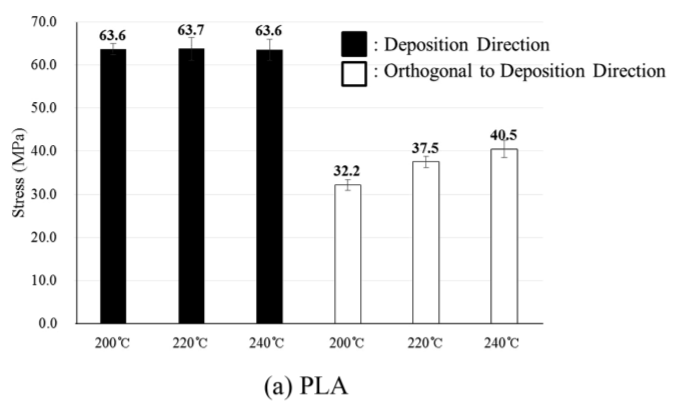 70.0
60.0
50.0
40.0
30.0
20.0
10.0
0.0
Stress (MPa)
63.6
63.7
63.6
32.2
37.5
40.5
: Deposition Direction
: Orthogonal to Deposition Direction
200℃ 220℃ 240℃ 200℃ 220℃ 240℃
(a) PLA